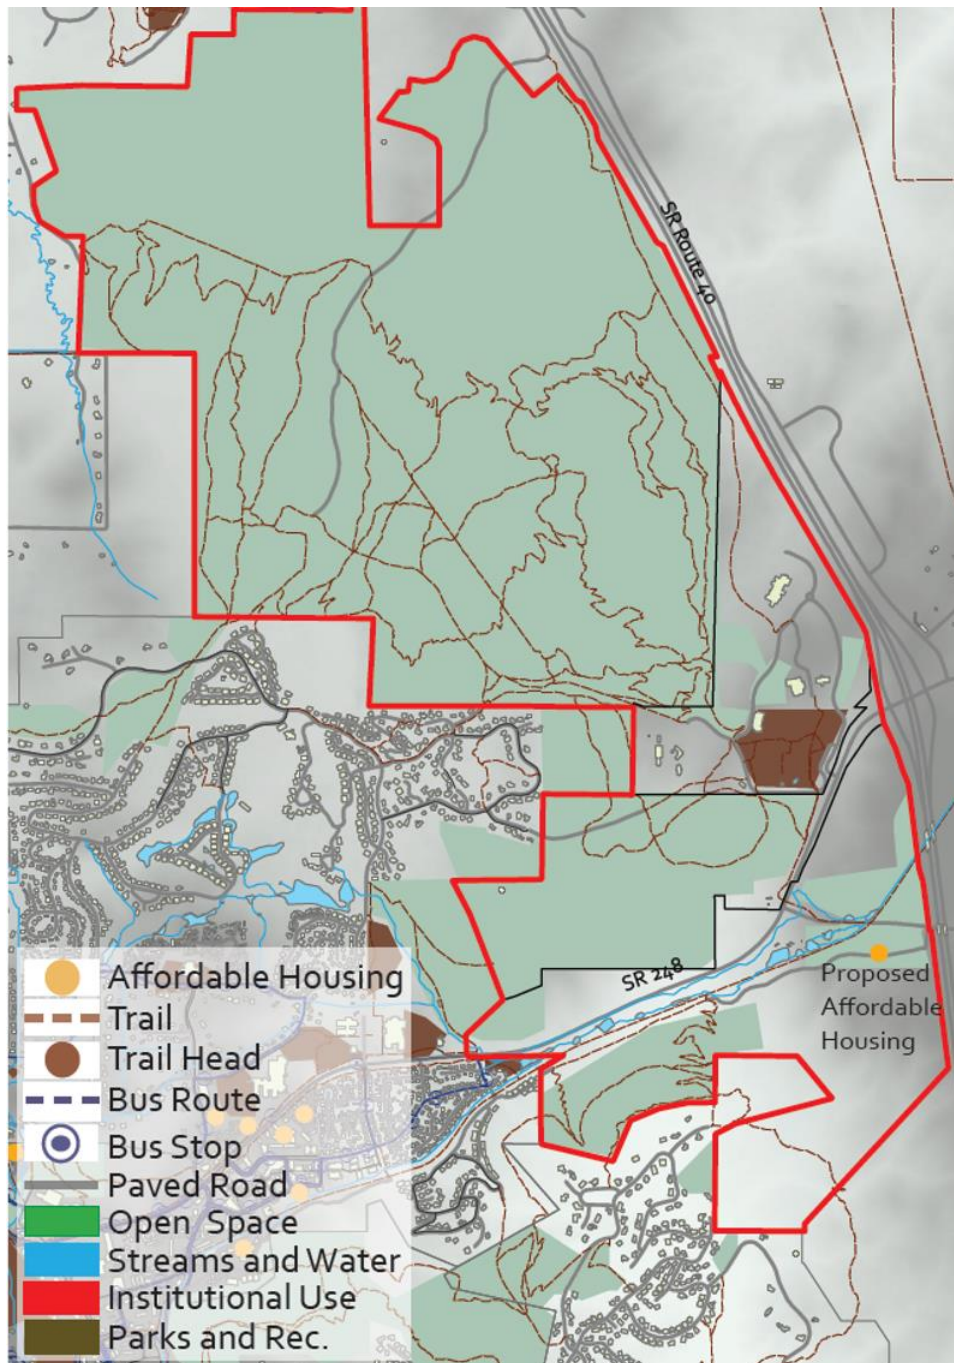 SR Route 40
SR 248
Proposed
Affordable
Housing
Affordable Housing
Trail
Trail Head
Bus Route
Bus Stop
Paved Road
Open Space
Streams and Water
Institutional Use
Parks and Rec.